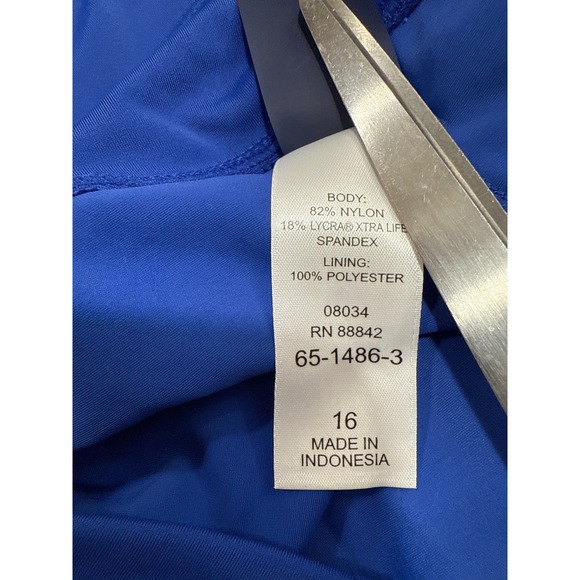 BODY:
82% NYLON
18% LYCRA® XTRA LIFE
SPANDEX
LINING:
100% POLYESTER
08034
RN 88842
65-1486-3
16
MADE IN
INDONESIA